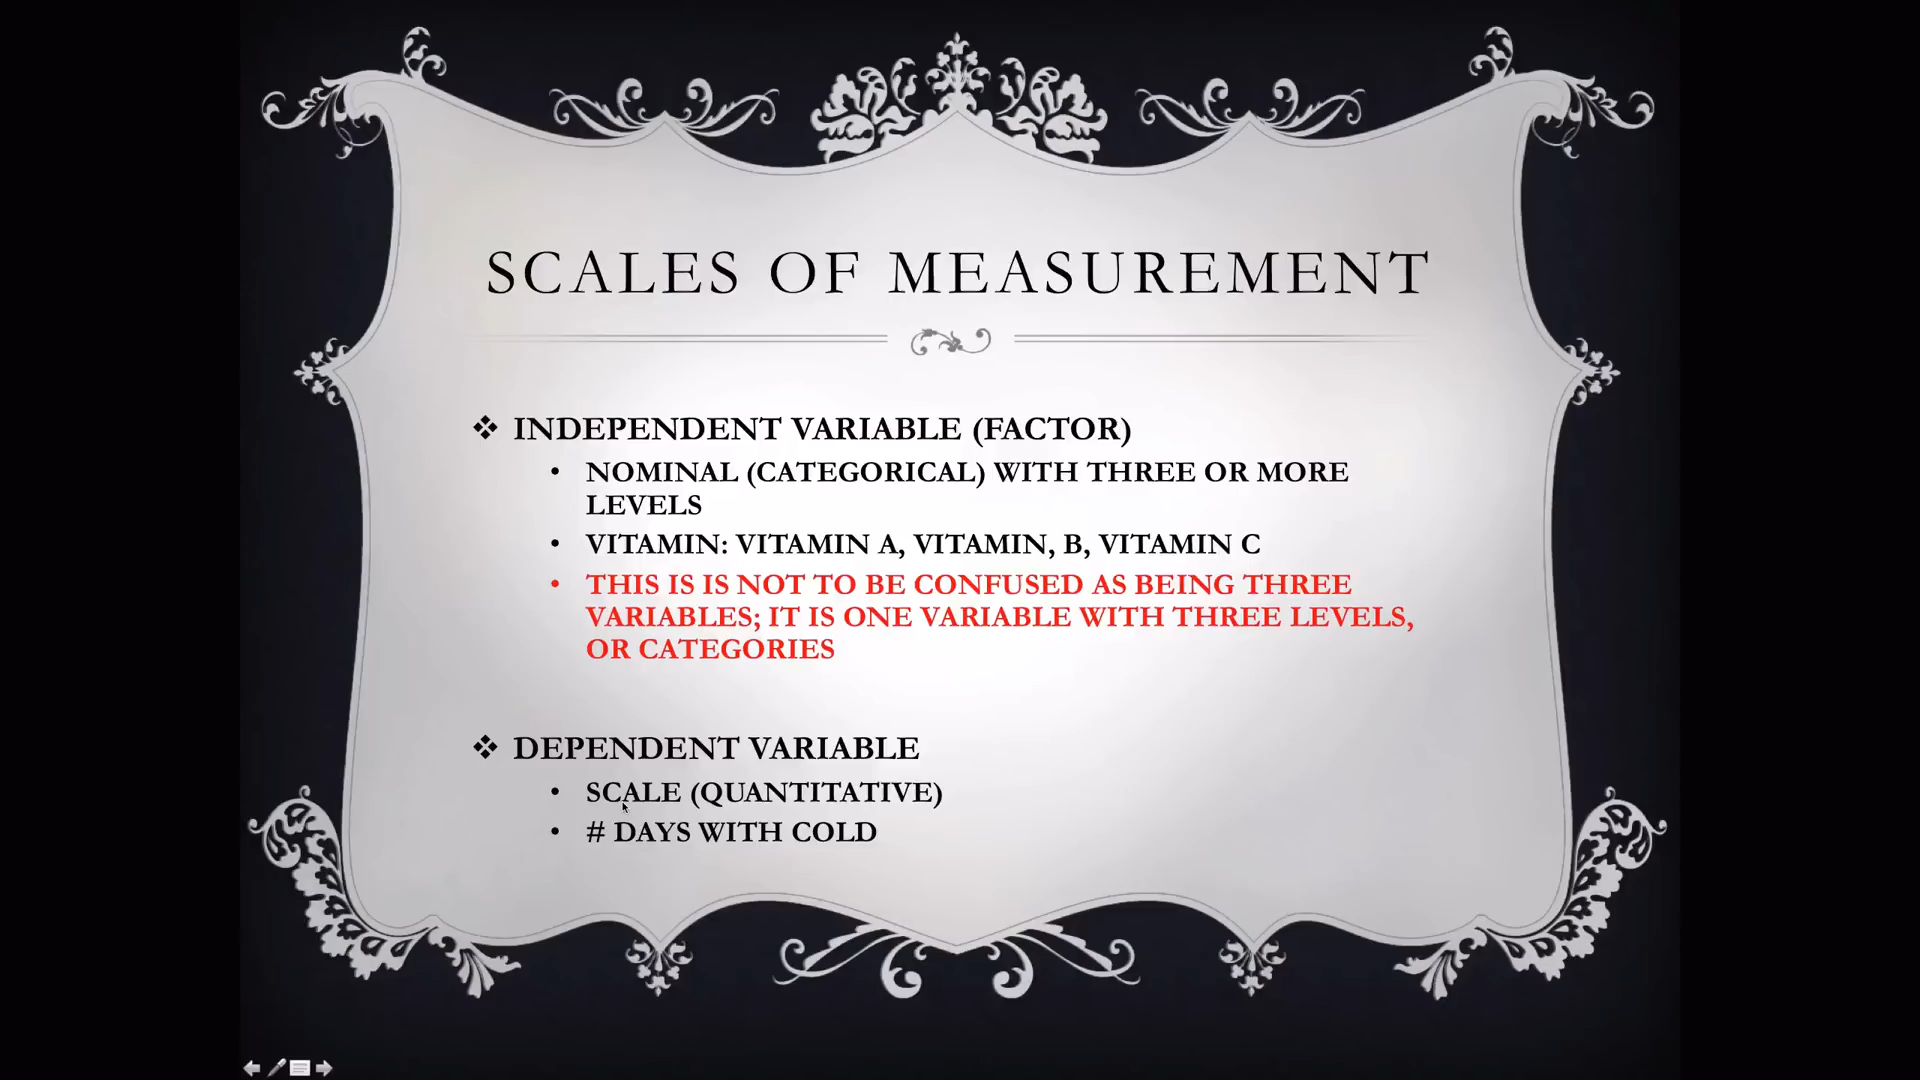 SCALES OF MEASUREMENT
❖ INDEPENDENT VARIABLE (FACTOR)
• NOMINAL (CATEGORICAL) WITH THREE OR MORE
LEVELS
• VITAMIN: VITAMIN A, VITAMIN, B, VITAMIN C
• THIS IS IS NOT TO BE CONFUSED AS BEING THREE
VARIABLES; IT IS ONE VARIABLE WITH THREE LEVELS,
OR CATEGORIES
❖ DEPENDENT VARIABLE
• SCALE (QUANTITATIVE)
• # DAYS WITH COLD